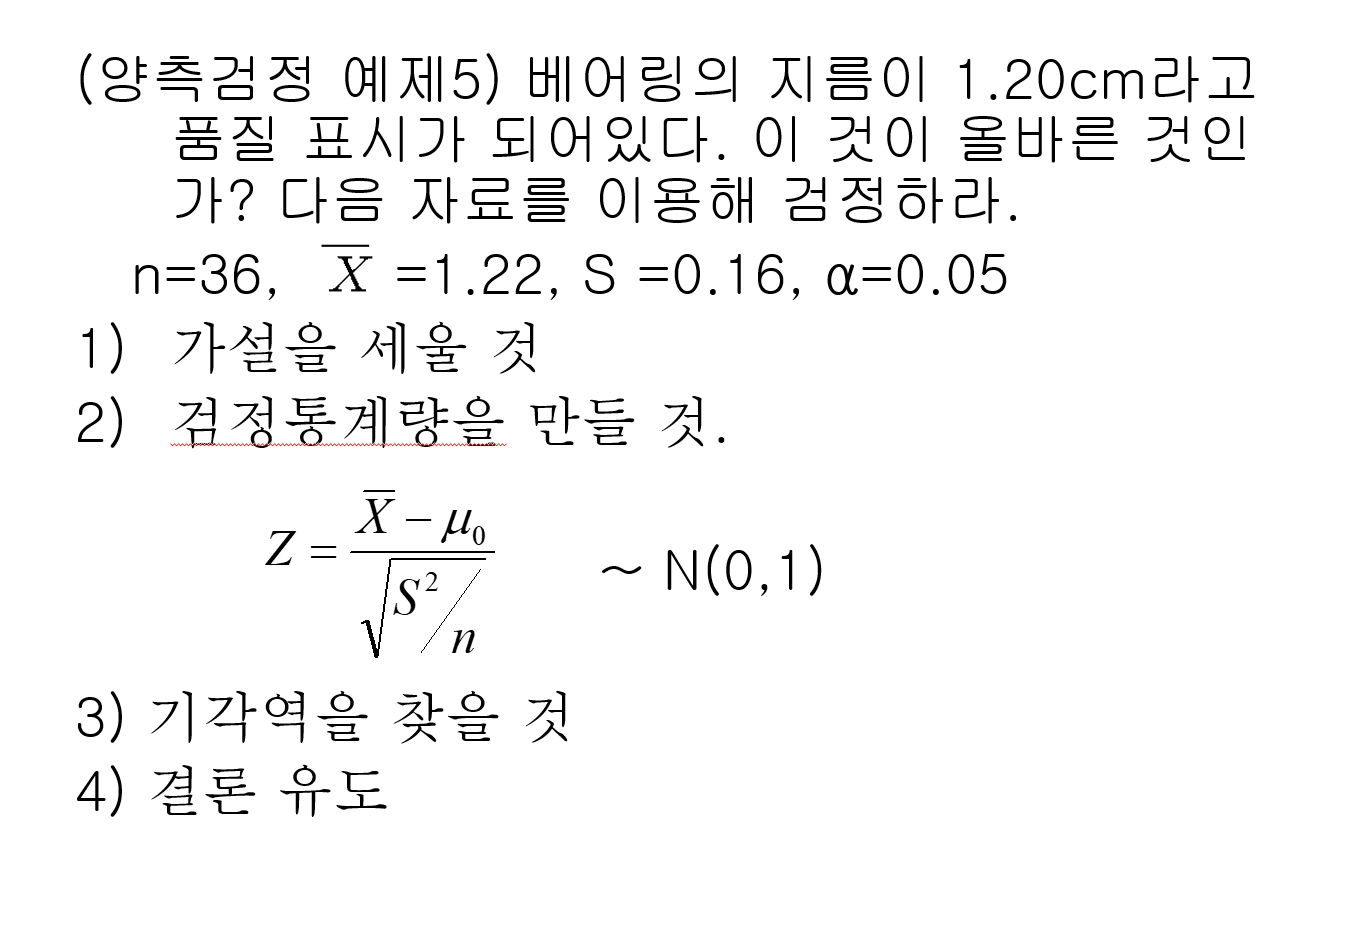 (양측검정 예제5) 베어링의 지름이 1.20cm라고
품질 표시가 되어있다. 이 것이 올바른 것인
가? 다음 자료를 이용해 검정하라.
n=36, X̅ =1.22, S =0.16, α=0.05
1) 가설을 세울 것
2) 검정통계량을 만들 것.
Z = (X̅ − μ₀) / √(S²/n) ~ N(0,1)
3) 기각역을 찾을 것
4) 결론 유도